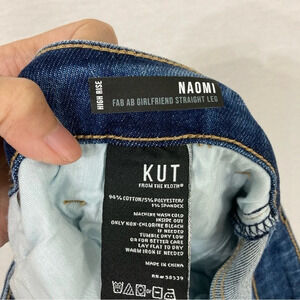 HIGH RISE
NAOMI
FAB AB GIRLFRIEND STRAIGHT LEG
KUT
FROM THE KLOTH®
94% COTTON/5% POLYESTER/
1% SPANDEX
MACHINE WASH COLD
INSIDE OUT
ONLY NON-CHLORINE BLEACH
IF NEEDED
TUMBLE DRY LOW
OR FOR BETTER CARE
LAY FLAT TO DRY
WARM IRON IF NEEDED
MADE IN CHINA
RN#58539